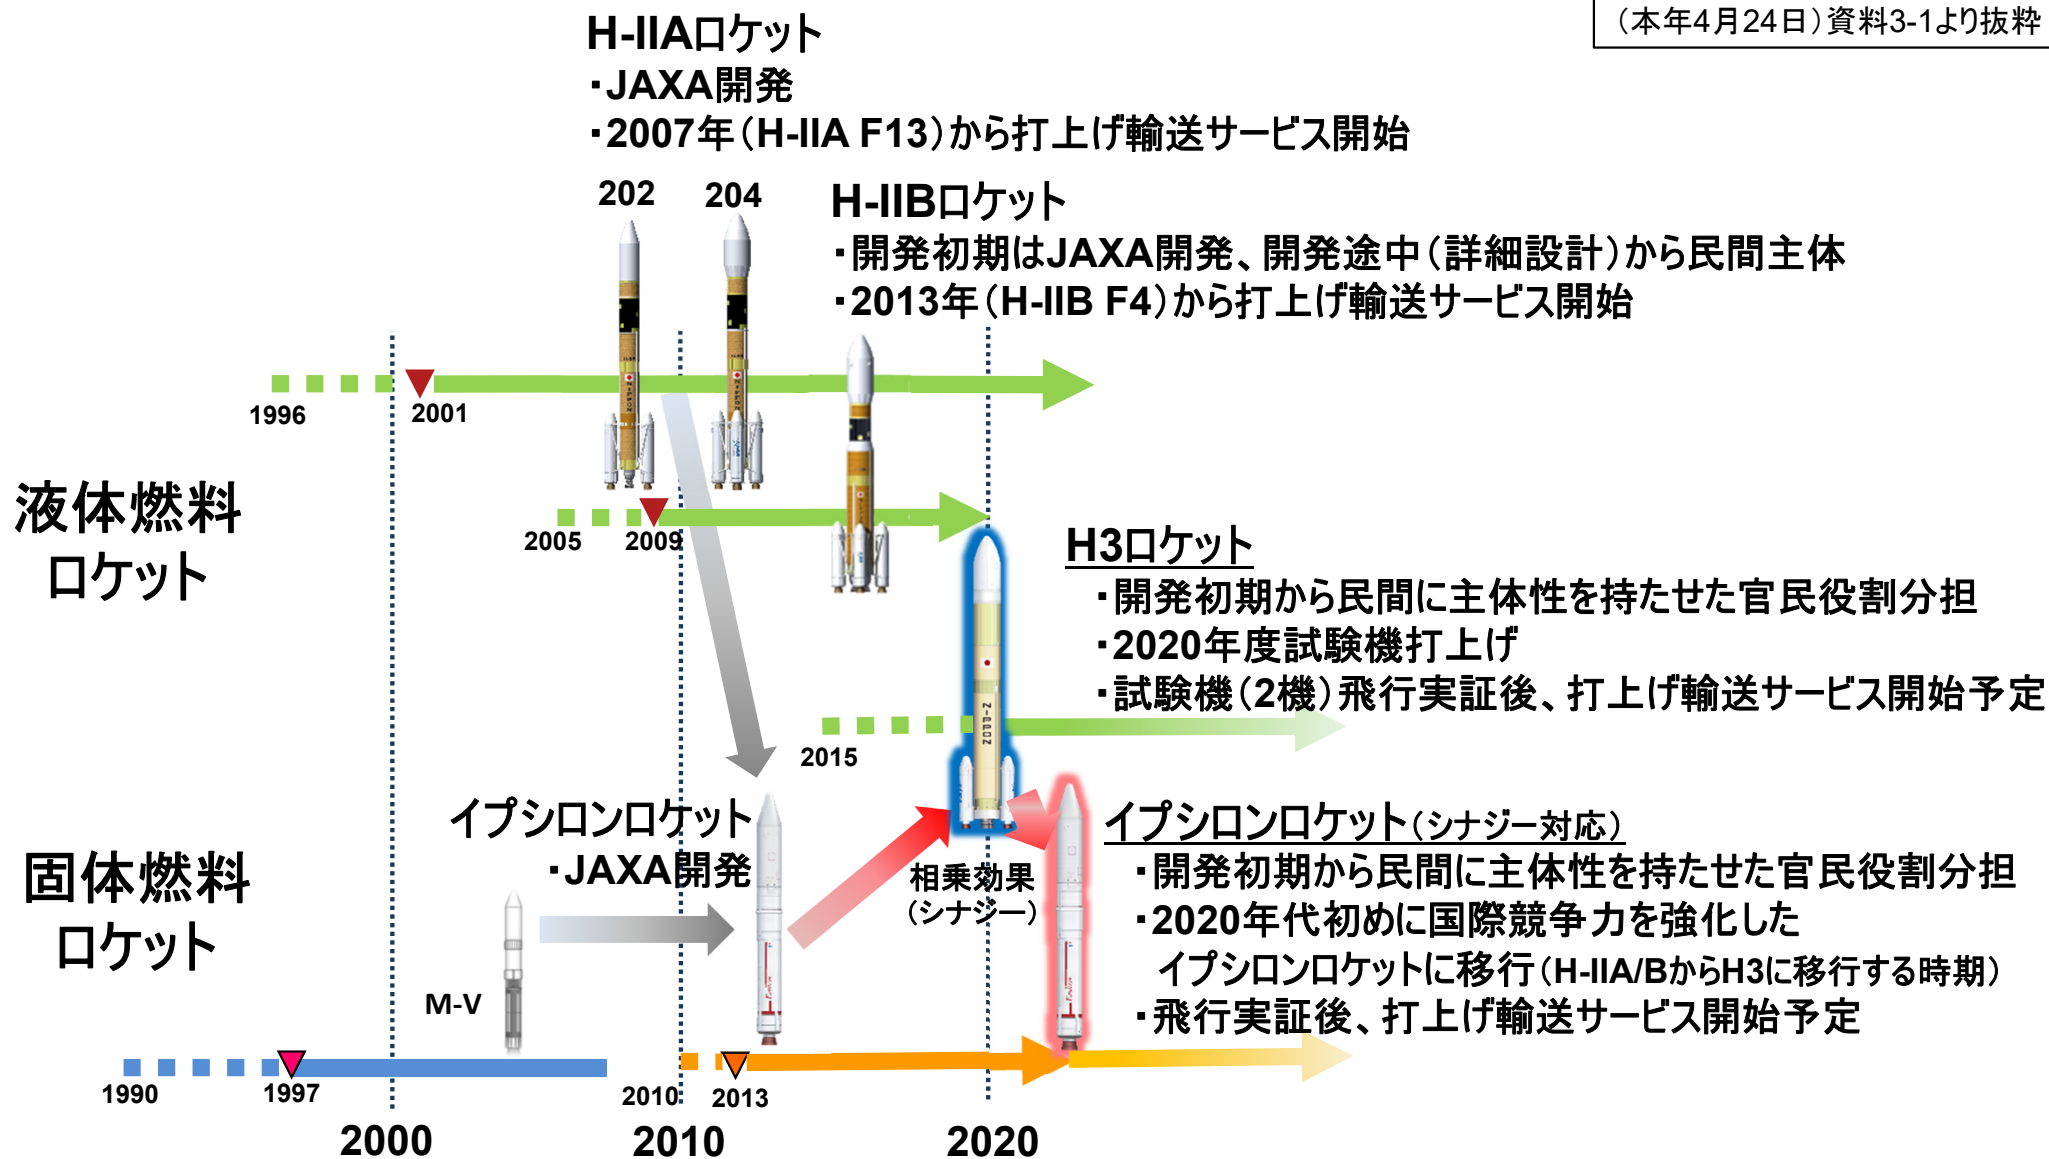 (本年4月24日)資料3-1より抜粋
H-IIAロケット
・JAXA開発
・2007年(H-IIA F13)から打上げ輸送サービス開始
202
204
H-IIBロケット
・開発初期はJAXA開発、開発途中(詳細設計)から民間主体
・2013年(H-IIB F4)から打上げ輸送サービス開始
1996
2001
液体燃料
ロケット
2005
2009
H3ロケット
・開発初期から民間に主体性を持たせた官民役割分担
・2020年度試験機打上げ
・試験機(2機)飛行実証後、打上げ輸送サービス開始予定
NIPPON
2015
イプシロンロケット
・JAXA開発
相乗効果
(シナジー)
イプシロンロケット(シナジー対応)
・開発初期から民間に主体性を持たせた官民役割分担
・2020年代初めに国際競争力を強化した
イプシロンロケットに移行(H-IIA/BからH3に移行する時期)
・飛行実証後、打上げ輸送サービス開始予定
固体燃料
ロケット
M-V
1990
1997
2010
2013
2000
2010
2020